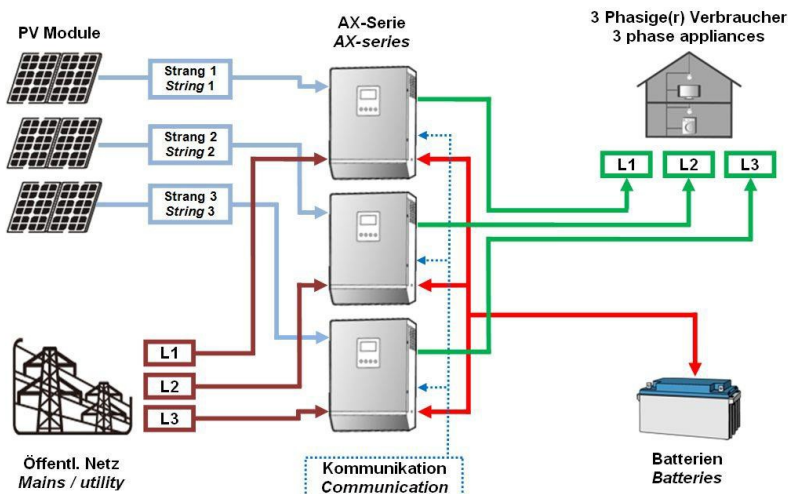 PV Module
AX-Serie
AX-series
3 Phasige(r) Verbraucher
3 phase appliances
Strang 1
String 1
Strang 2
String 2
Strang 3
String 3
L1
L2
L3
L1
L2
L3
Öffentl. Netz
Mains / utility
Kommunikation
Communication
Batterien
Batteries